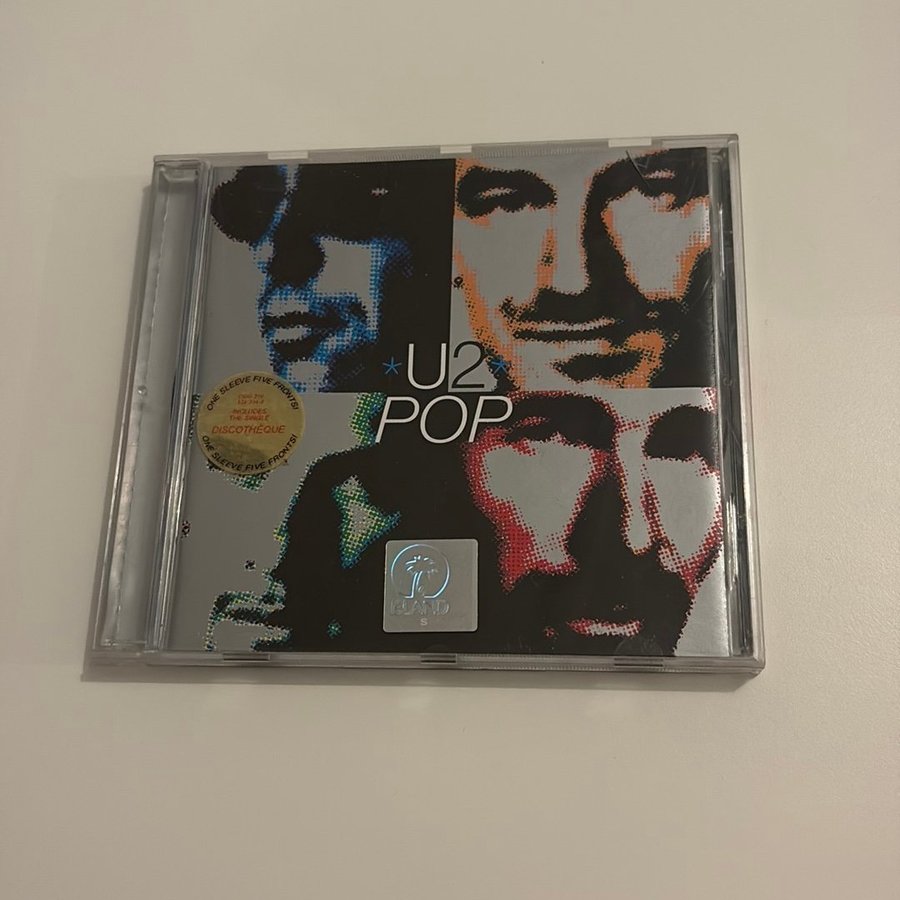 *U2*
POP
ONE SLEEVE FIVE FRONTS!
INCLUDES
THE SINGLE
DISCOTHÈQUE
ONE SLEEVE FIVE FRONTS!
ISLAND
S